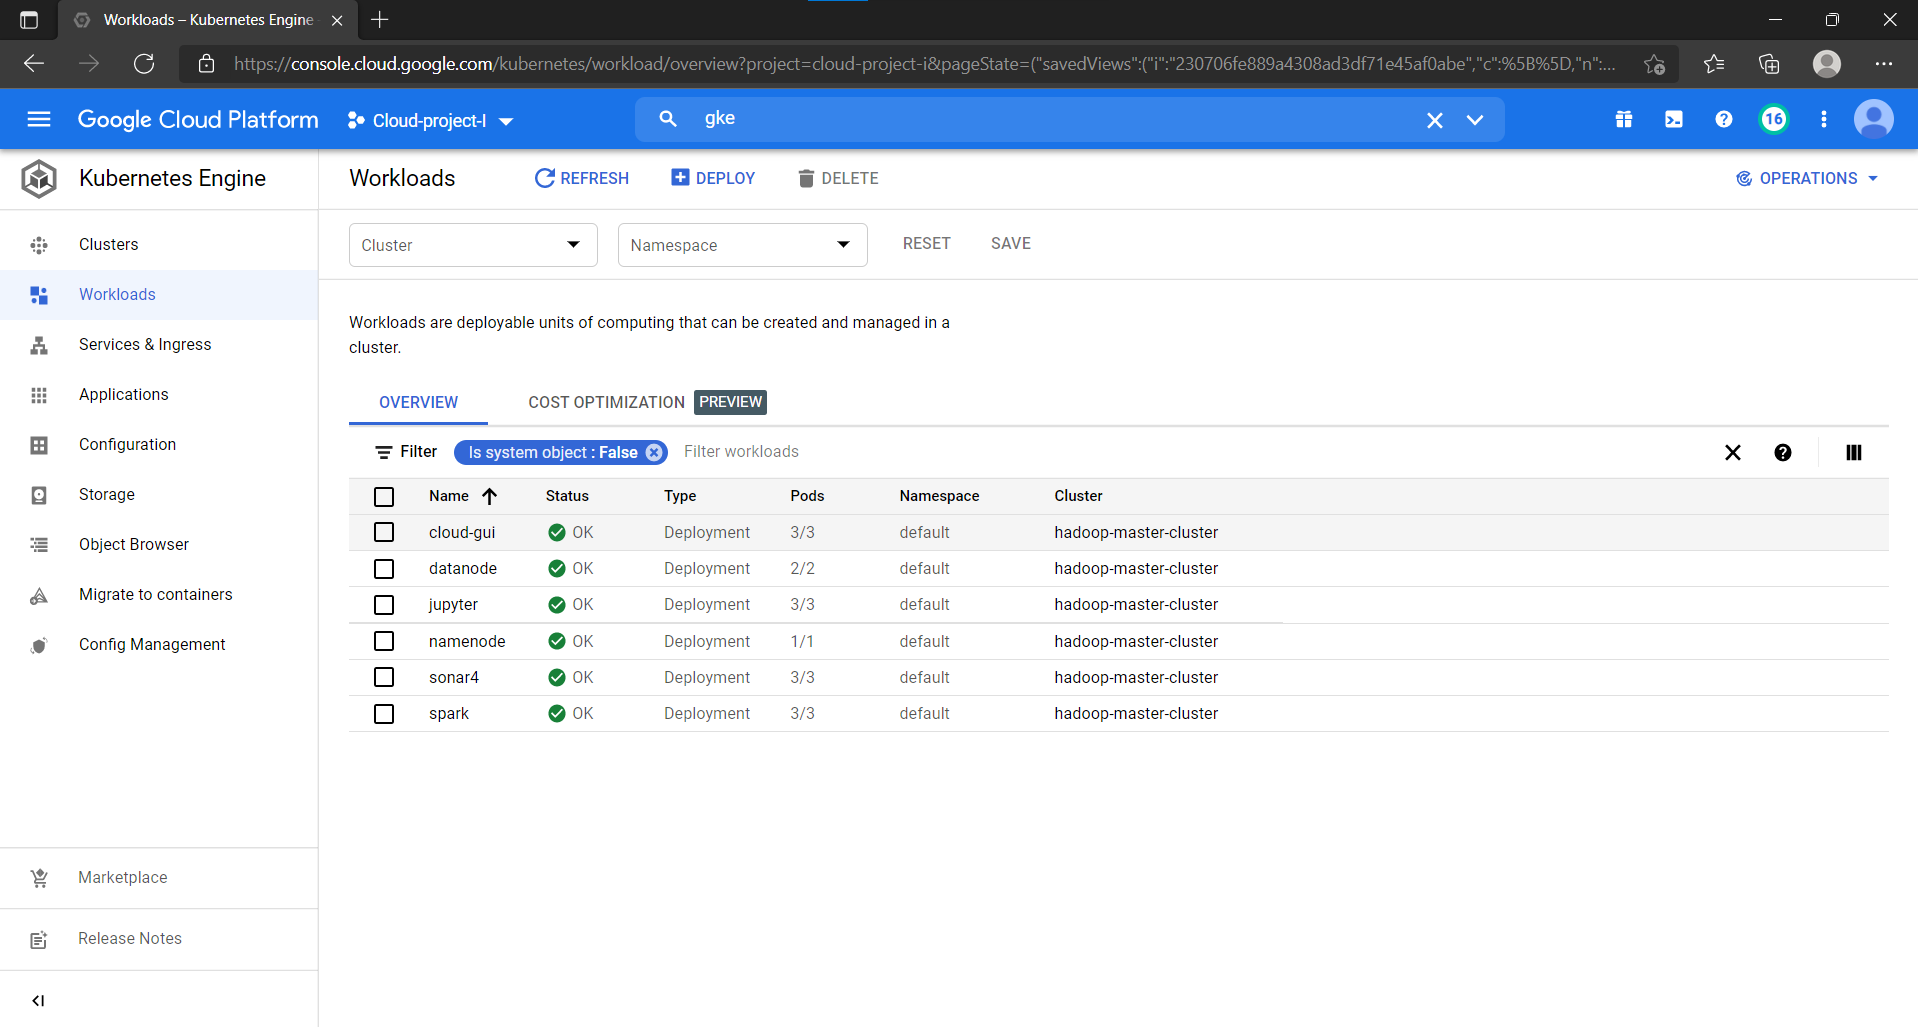 Workloads – Kubernetes Engine
https://console.cloud.google.com/kubernetes/workload/overview?project=cloud-project-i&pageState=("savedViews":("i":"230706fe889a4308ad3df71e45af0abe","c":%5B%5D,"n":...
Google Cloud Platform
Cloud-project-I
gke
16
Kubernetes Engine
Workloads
REFRESH
DEPLOY
DELETE
OPERATIONS
Clusters
Workloads
Services & Ingress
Applications
Configuration
Storage
Object Browser
Migrate to containers
Config Management
Marketplace
Release Notes
Cluster
Namespace
RESET
SAVE
Workloads are deployable units of computing that can be created and managed in a
cluster.
OVERVIEW
COST OPTIMIZATION PREVIEW
Filter
Is system object : False
Filter workloads
Name Status Type Pods Namespace Cluster
cloud-gui OK Deployment 3/3 default hadoop-master-cluster
datanode OK Deployment 2/2 default hadoop-master-cluster
jupyter OK Deployment 3/3 default hadoop-master-cluster
namenode OK Deployment 1/1 default hadoop-master-cluster
sonar4 OK Deployment 3/3 default hadoop-master-cluster
spark OK Deployment 3/3 default hadoop-master-cluster